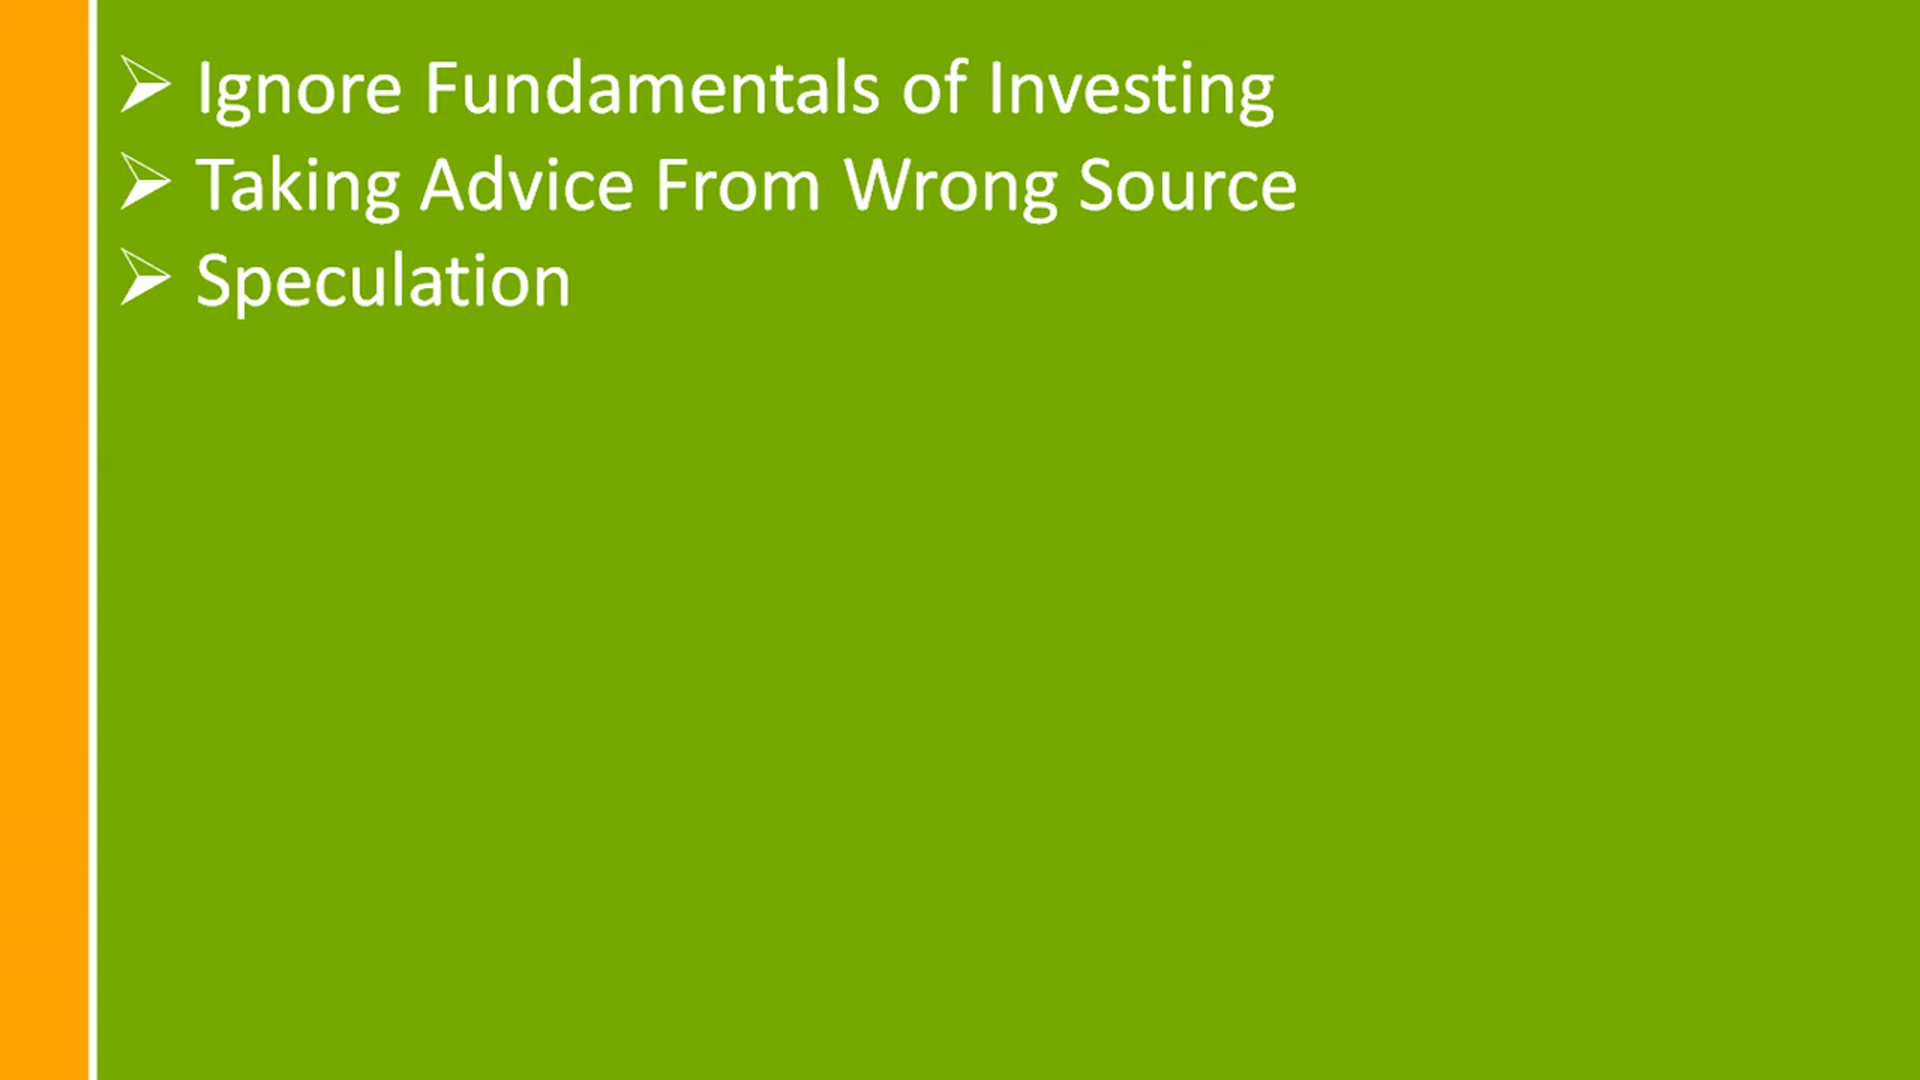 Ignore Fundamentals of Investing
Taking Advice From Wrong Source
Speculation